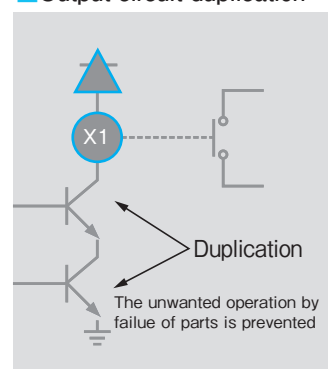 Output circuit duplication
X1
Duplication
The unwanted operation by
failue of parts is prevented